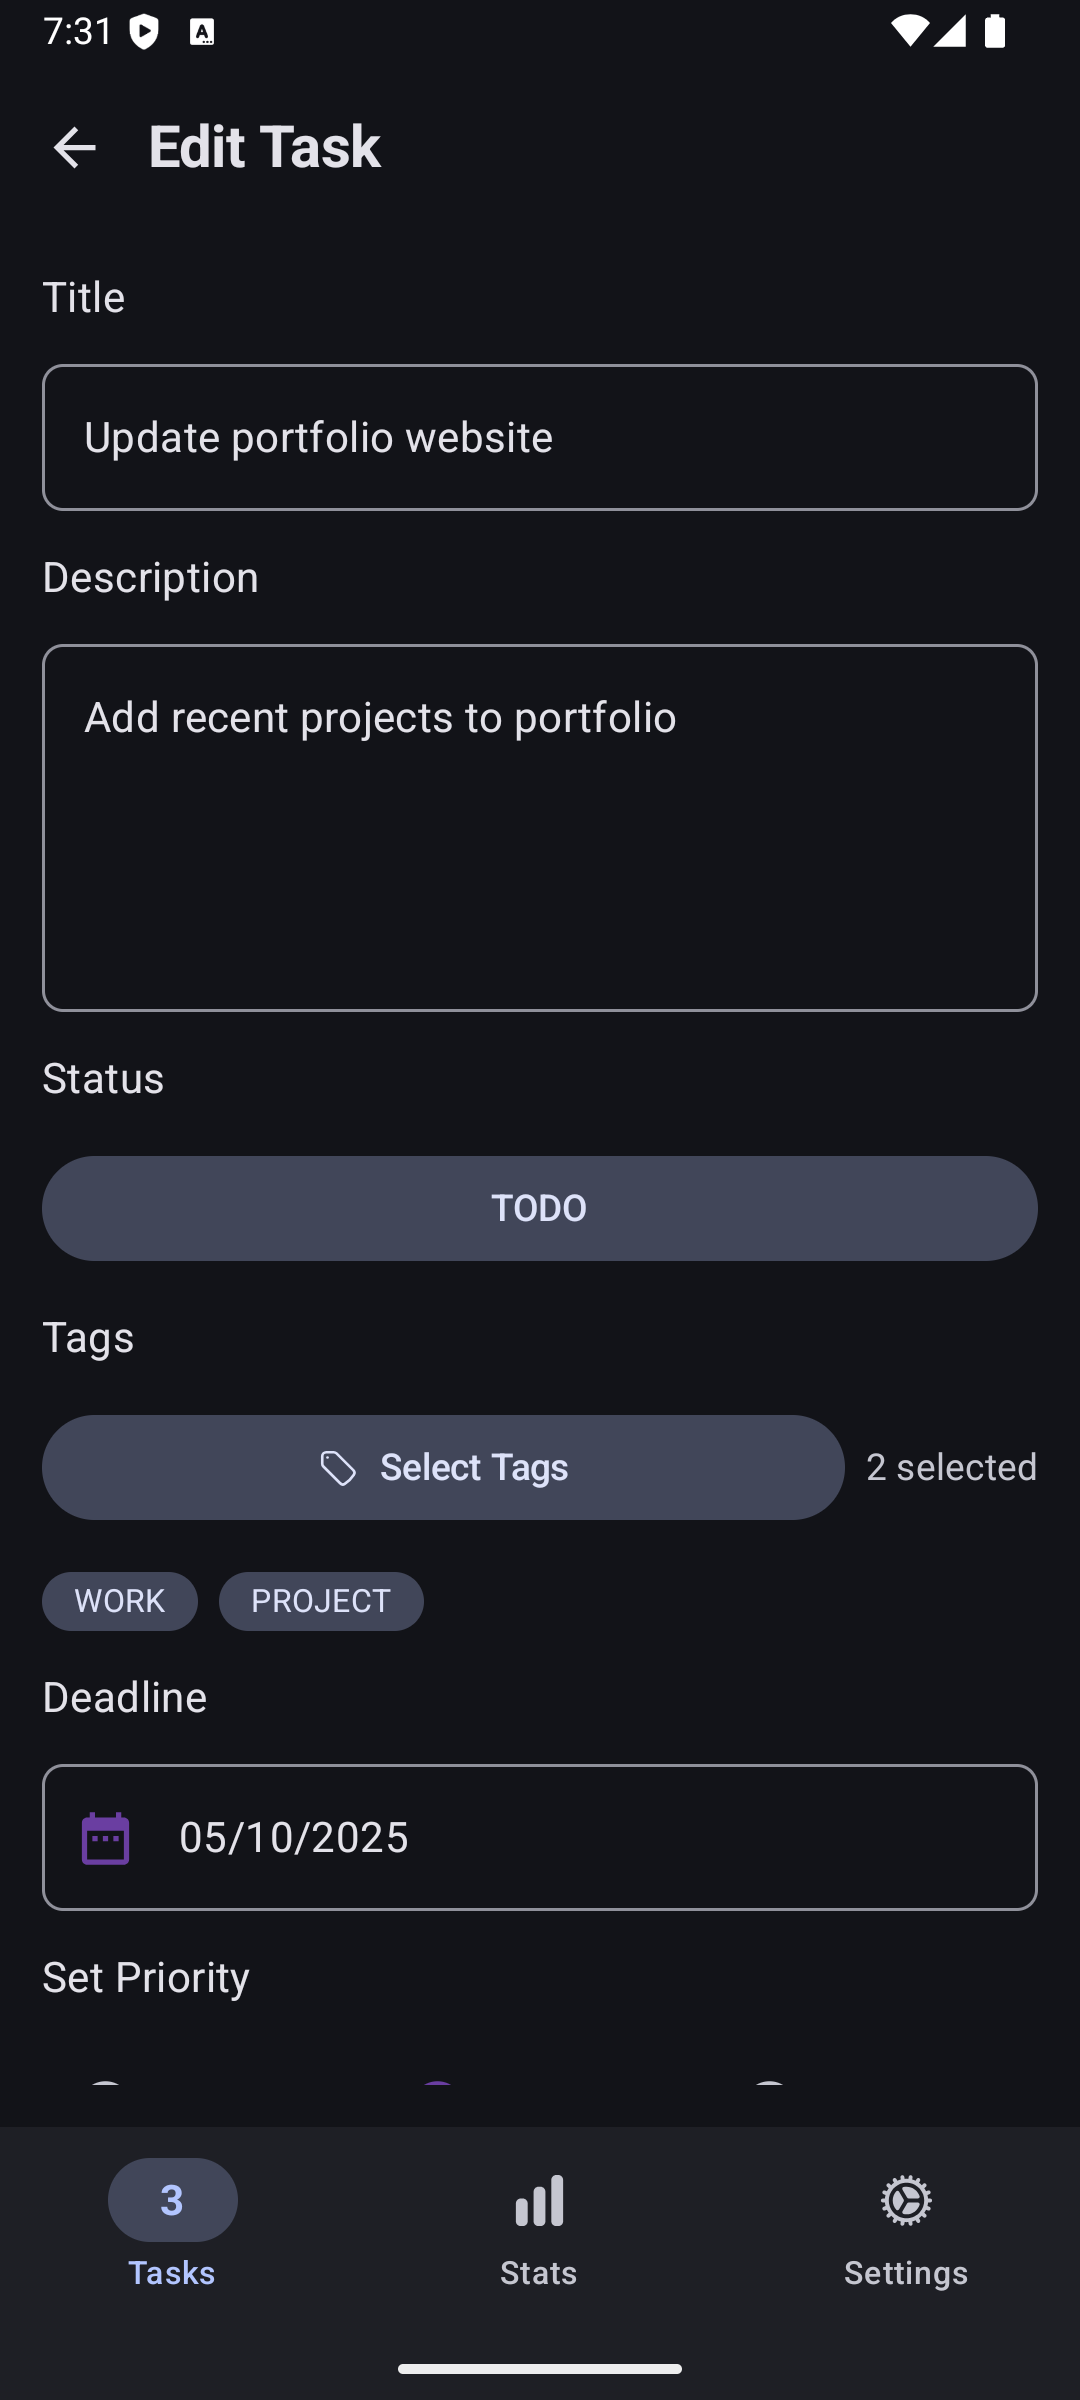 7:31
Edit Task
Title
Update portfolio website
Description
Add recent projects to portfolio
Status
TODO
Tags
Select Tags
2 selected
WORK
PROJECT
Deadline
05/10/2025
Set Priority
3
Tasks
Stats
Settings